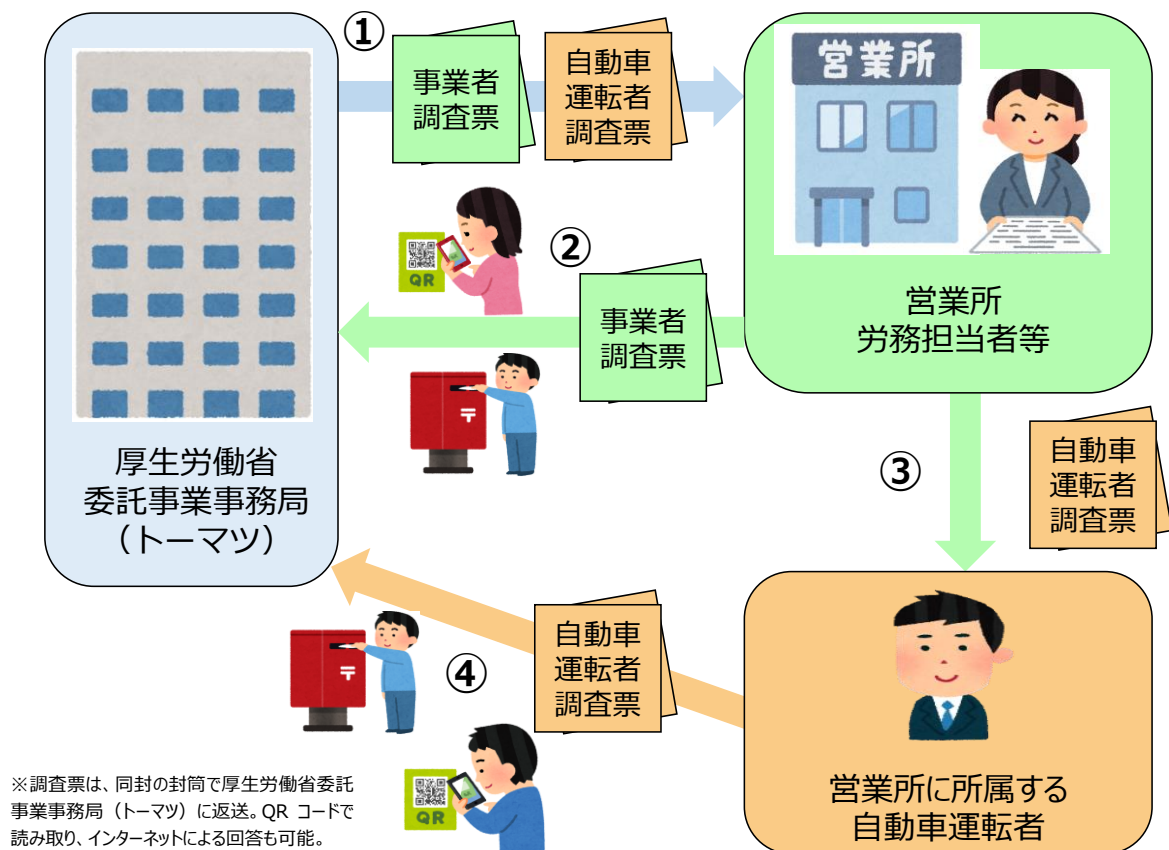 ①
事業者
調査票
自動車
運転者
調査票
営業所
営業所
労務担当者等
QR
②
事業者
調査票
〒
厚生労働省
委託事業事務局
（トーマツ）
③
自動車
運転者
調査票
自動車
運転者
調査票
〒
④
QR
営業所に所属する
自動車運転者
※調査票は、同封の封筒で厚生労働省委託
事業事務局（トーマツ）に返送。QR コードで
読み取り、インターネットによる回答も可能。